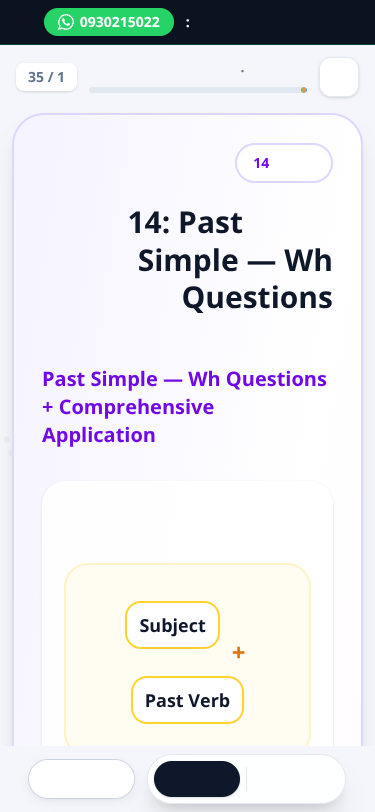 0930215022 :
35 / 1
14
14: Past
Simple — Wh
Questions
Past Simple — Wh Questions
+ Comprehensive
Application
Subject
+
Past Verb